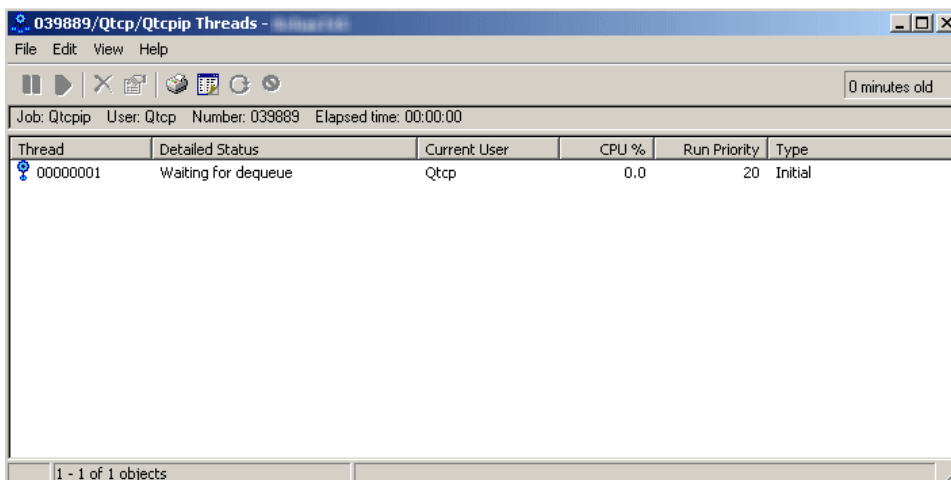 039889/Qtcp/Qtcpip Threads -
File Edit View Help
0 minutes old
Job: Qtcpip User: Qtcp Number: 039889 Elapsed time: 00:00:00
Thread Detailed Status Current User CPU % Run Priority Type
00000001 Waiting for dequeue Qtcp 0.0 20 Initial
1 - 1 of 1 objects